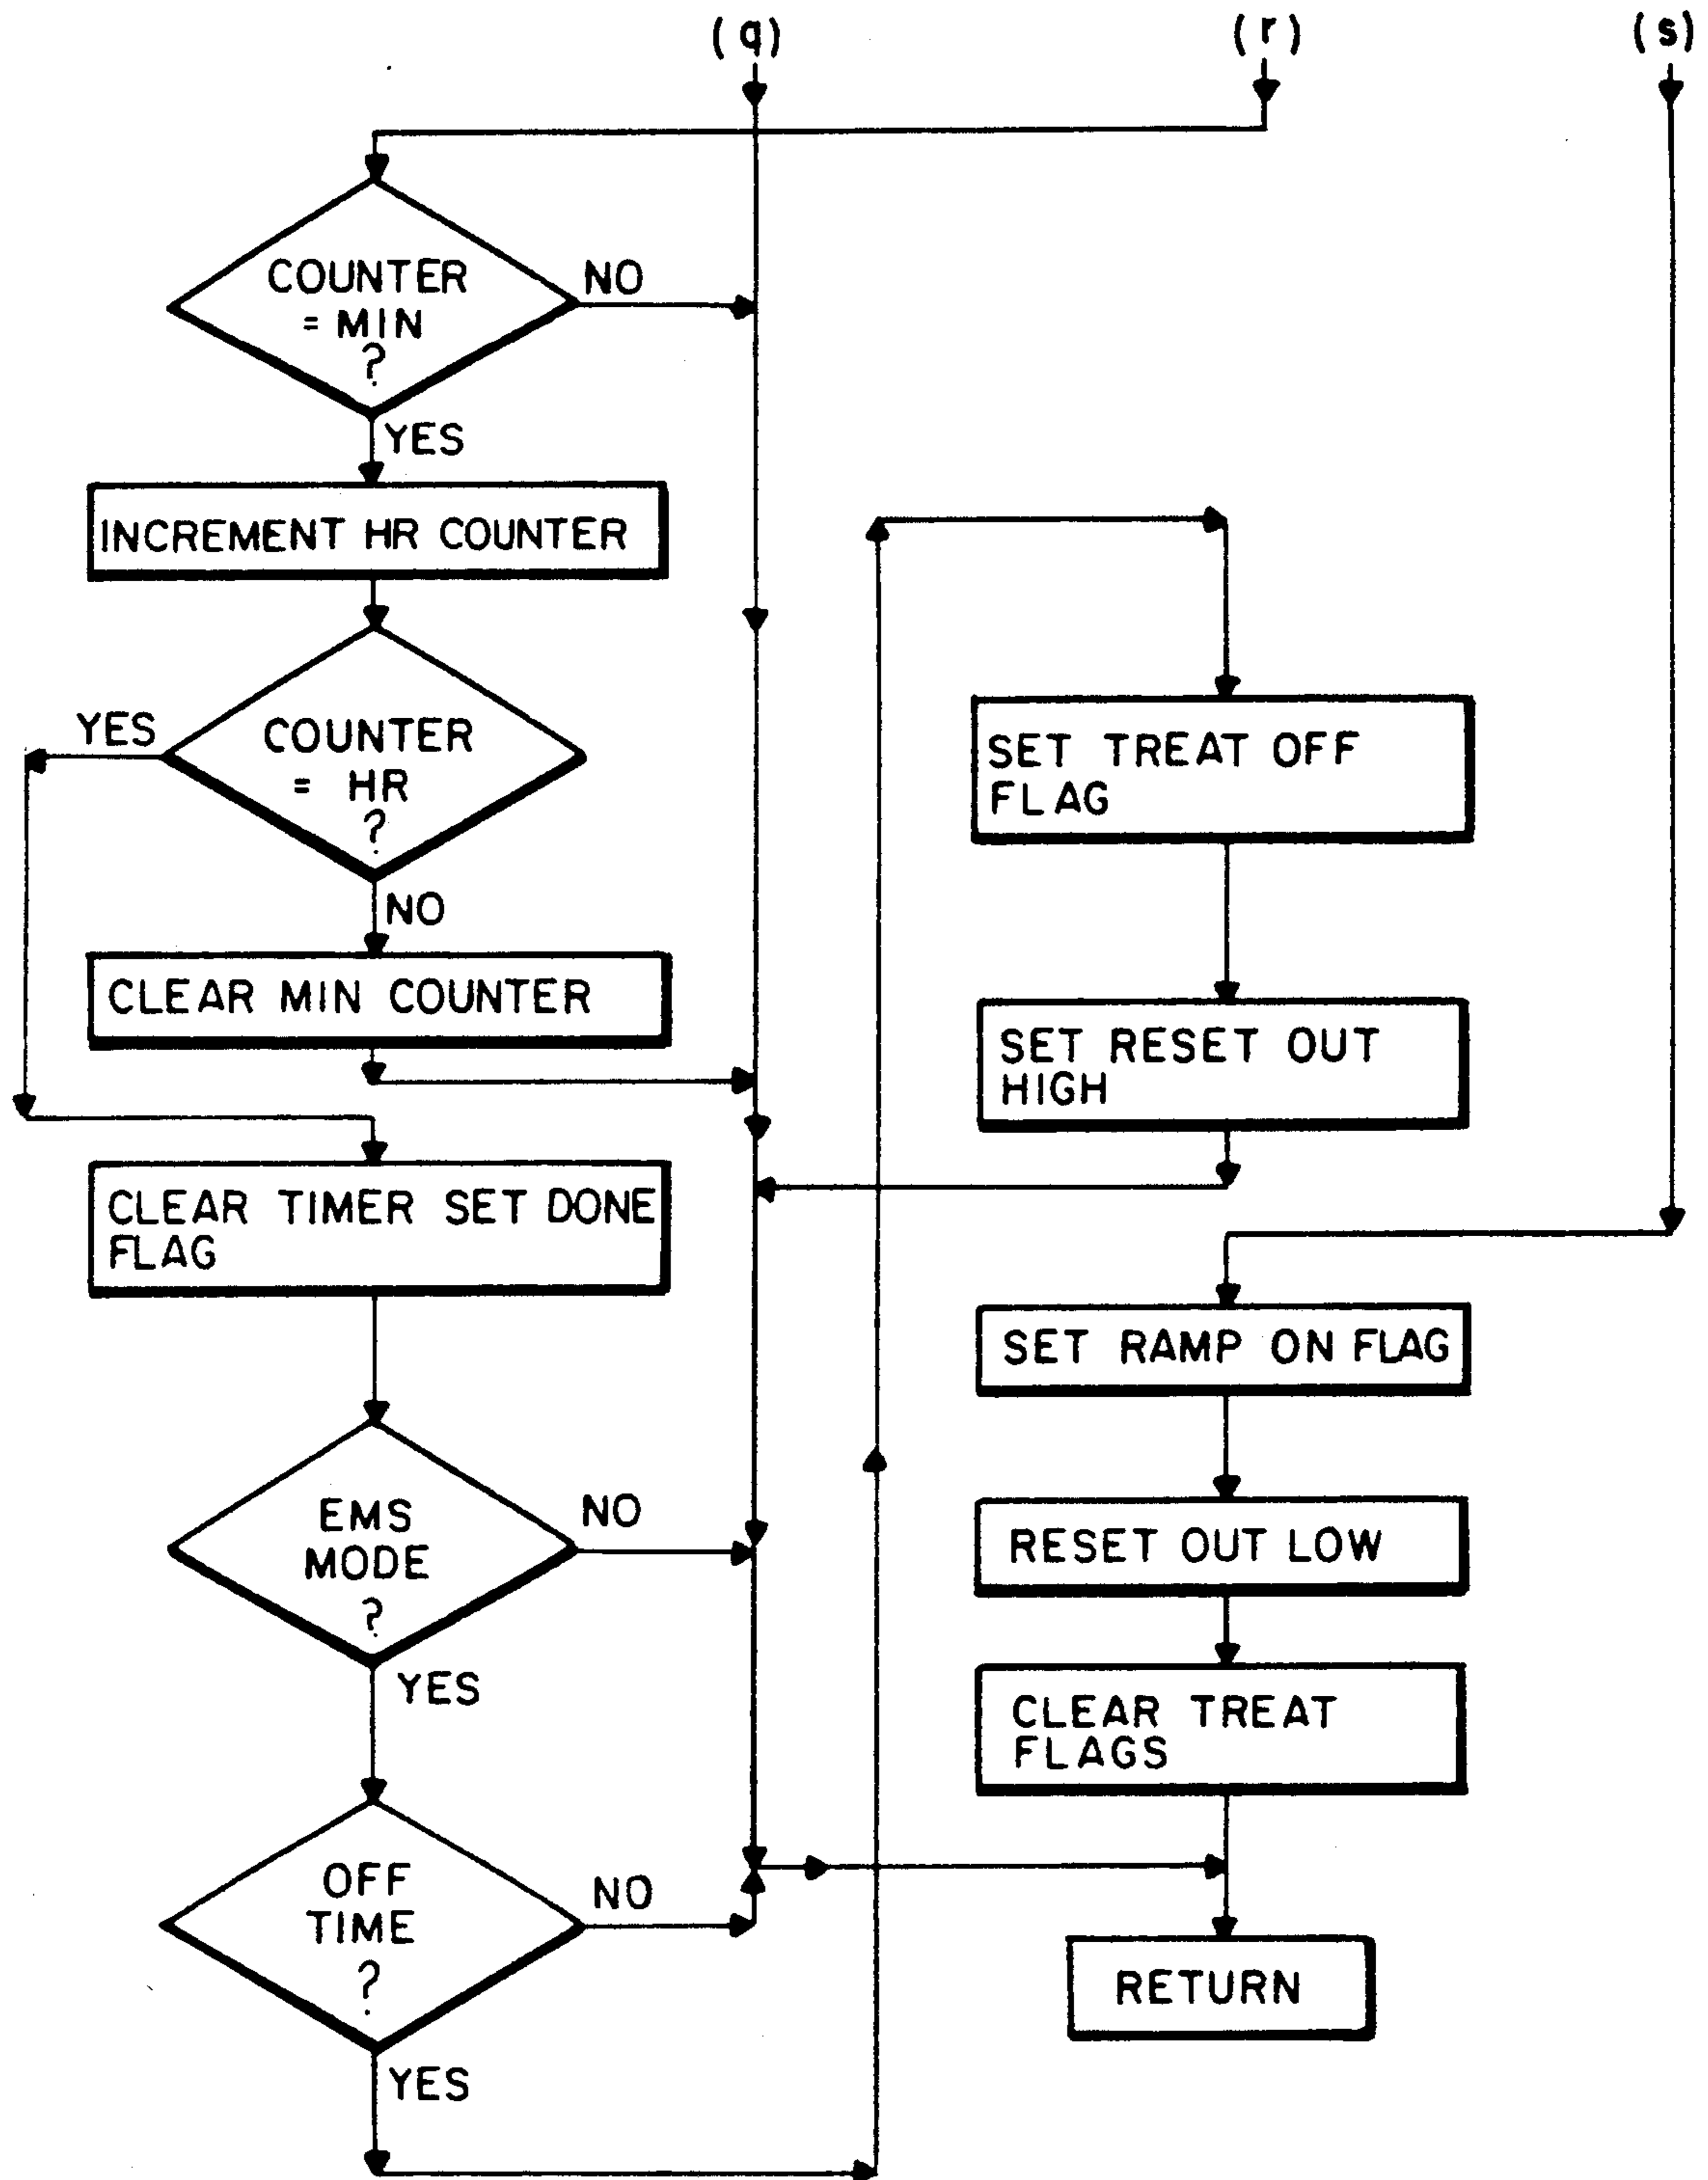 (q)
(r)
(s)
COUNTER
= MIN
?
NO
YES
INCREMENT HR COUNTER
COUNTER
= HR
?
YES
NO
CLEAR MIN COUNTER
CLEAR TIMER SET DONE
FLAG
EMS
MODE
?
NO
YES
OFF
TIME
?
NO
YES
SET TREAT OFF
FLAG
SET RESET OUT
HIGH
SET RAMP ON FLAG
RESET OUT LOW
CLEAR TREAT
FLAGS
RETURN